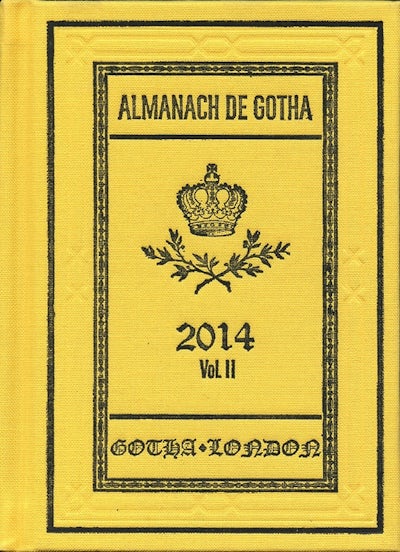 ALMANACH DE GOTHA
2014
Vol. II
GOTHA ♦ LONDON